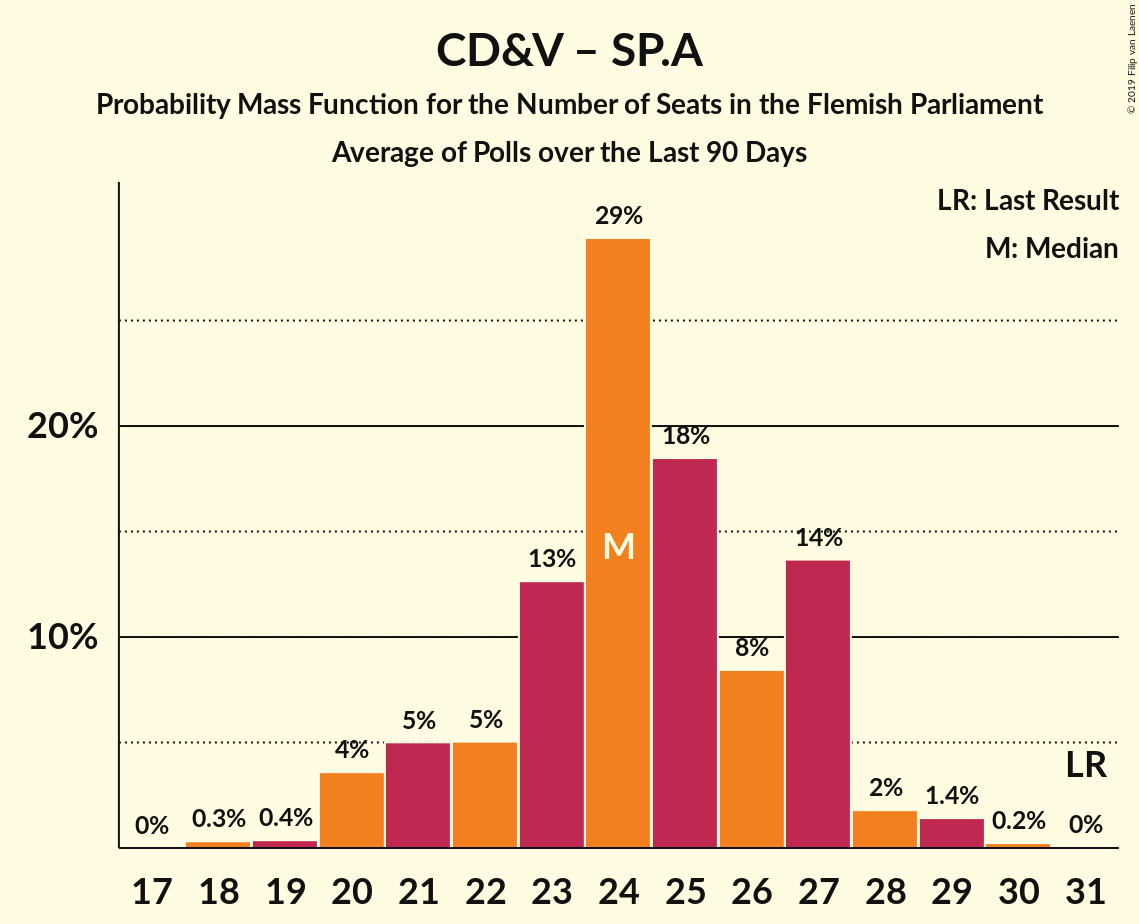 CD&V – SP.A
Probability Mass Function for the Number of Seats in the Flemish Parliament
Average of Polls over the Last 90 Days
© 2019 Filip van Laenen
LR: Last Result
M: Median
29%
20%
18%
14%
M
13%
10%
8%
5%
5%
4%
LR
2%
1.4%
0%
0.3%
0.4%
0.2%
0%
17 18 19 20 21 22 23 24 25 26 27 28 29 30 31